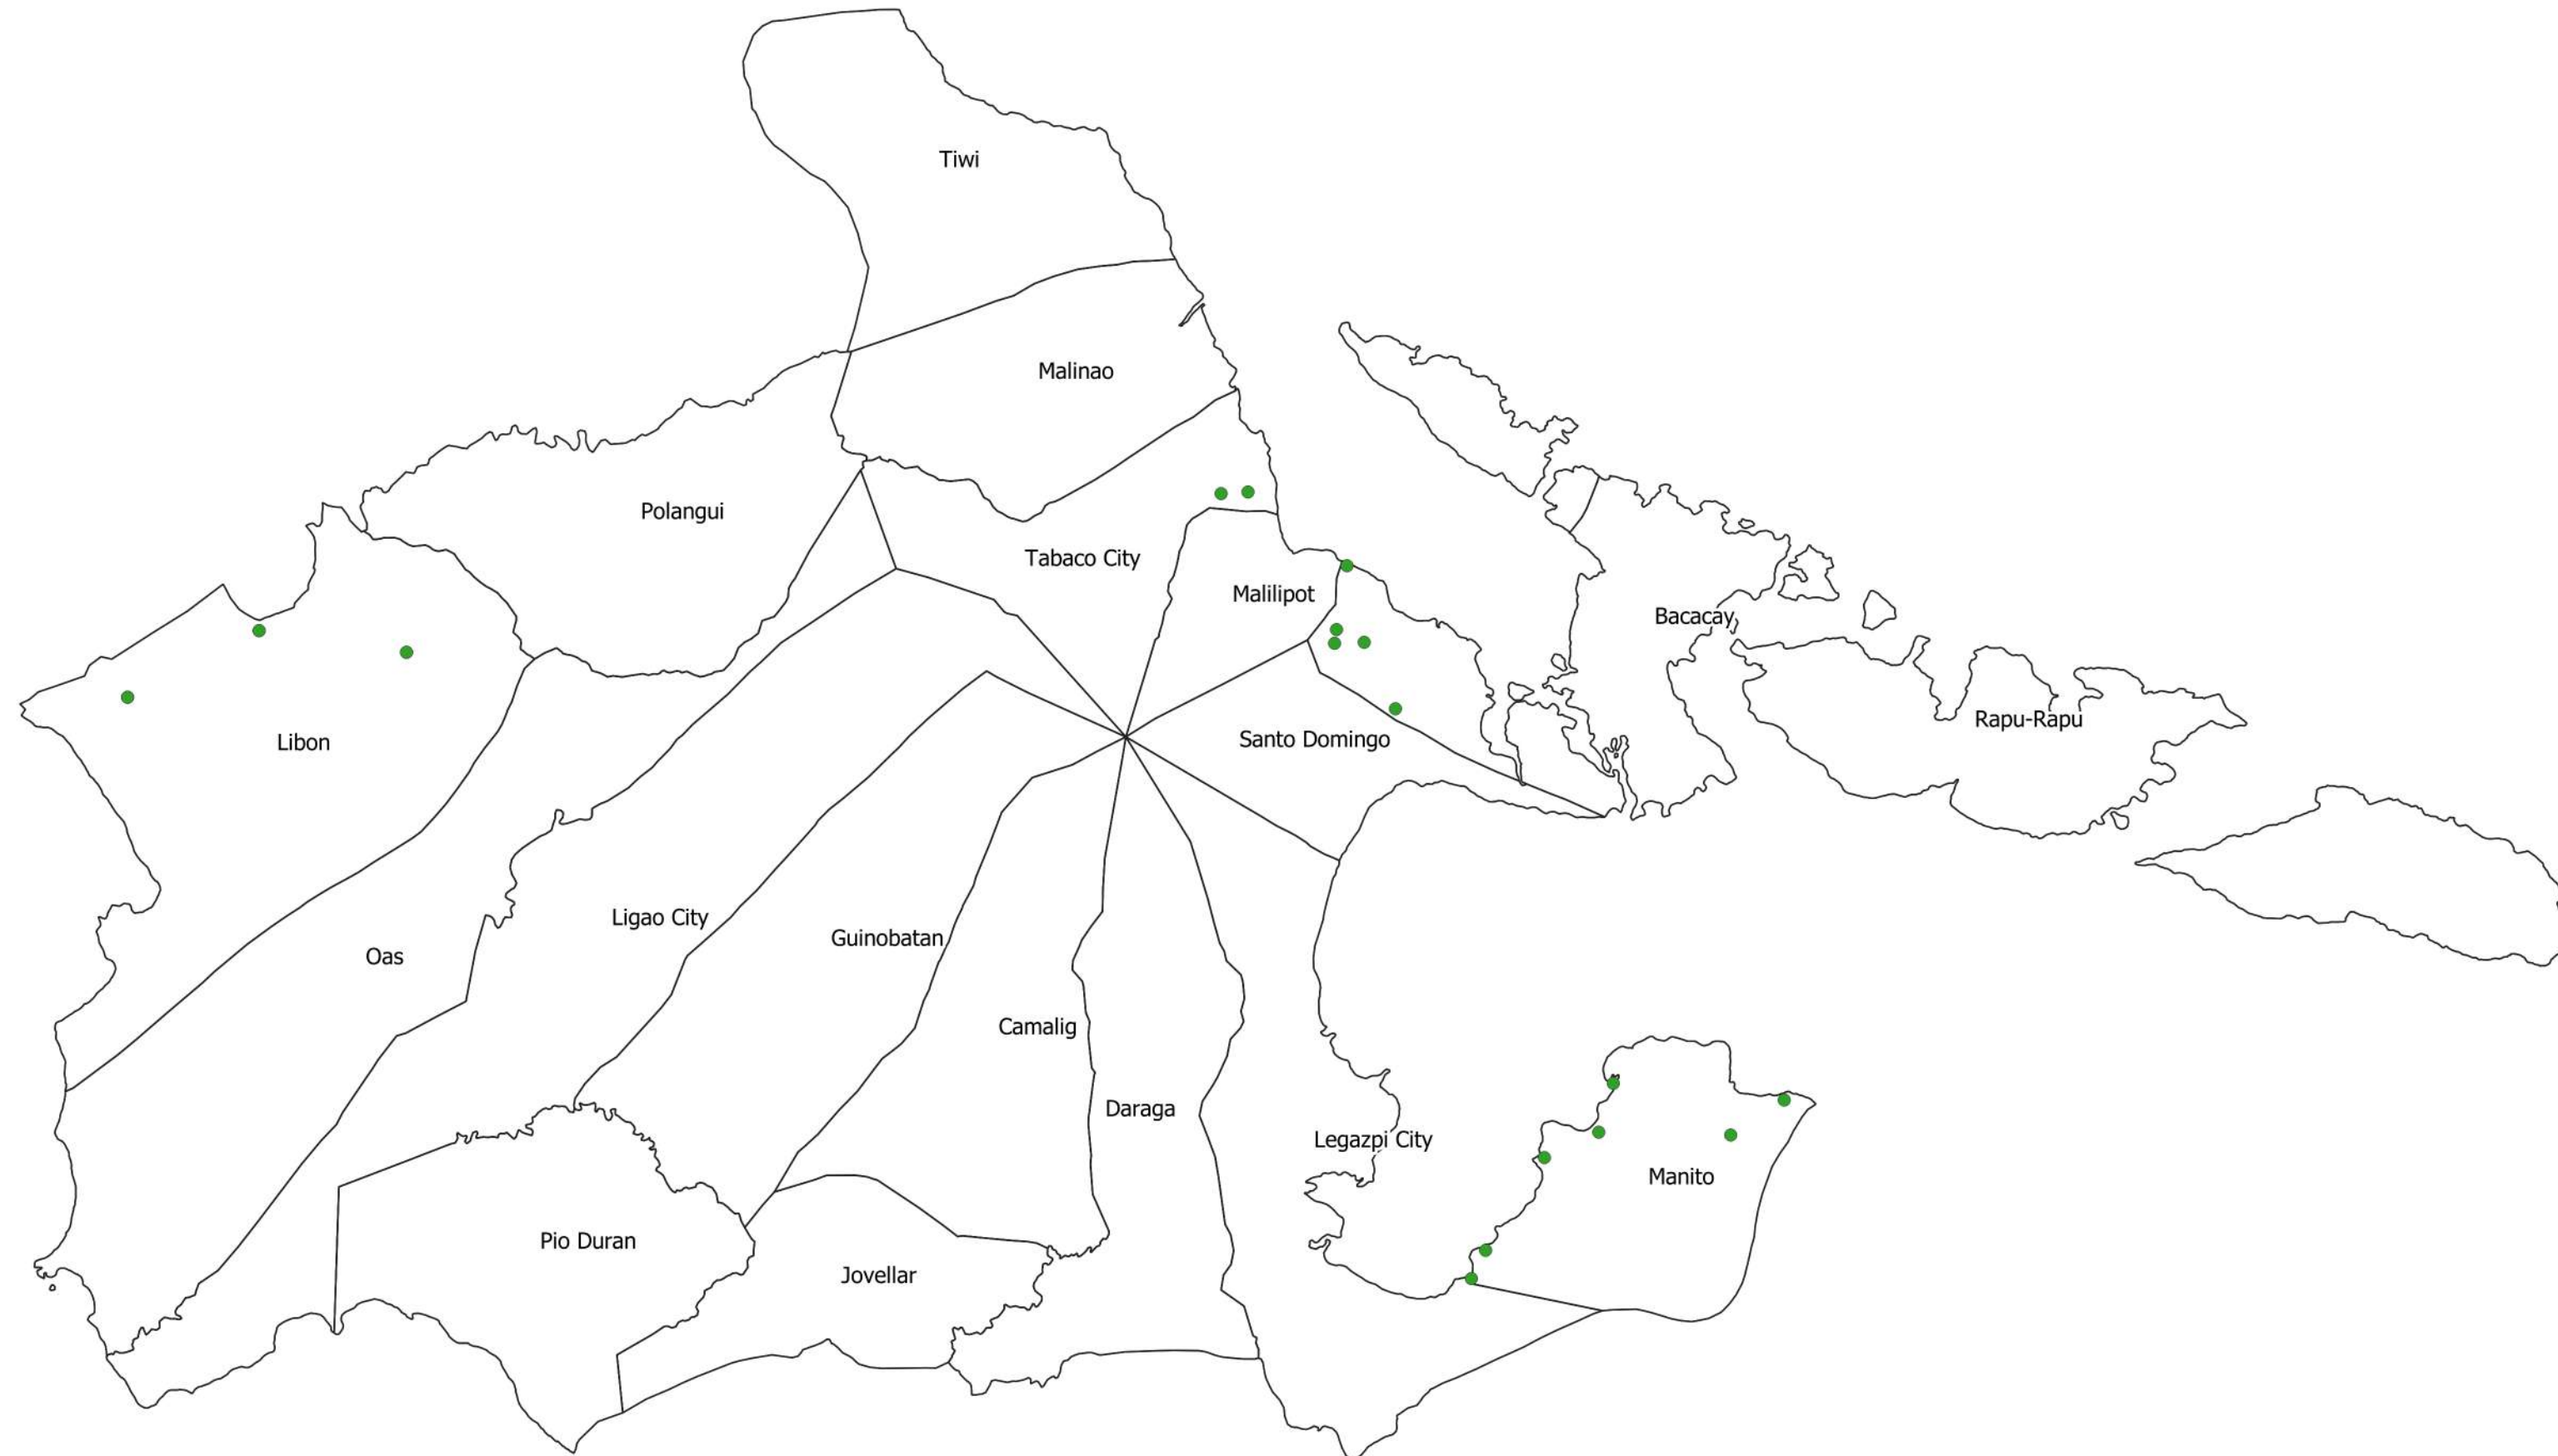 Tiwi
Malinao
Polangui
Tabaco City
Malilipot
Bacacay
Rapu-Rapu
Santo Domingo
Libon
Ligao City
Guinobatan
Oas
Camalig
Daraga
Legazpi City
Manito
Pio Duran
Jovellar